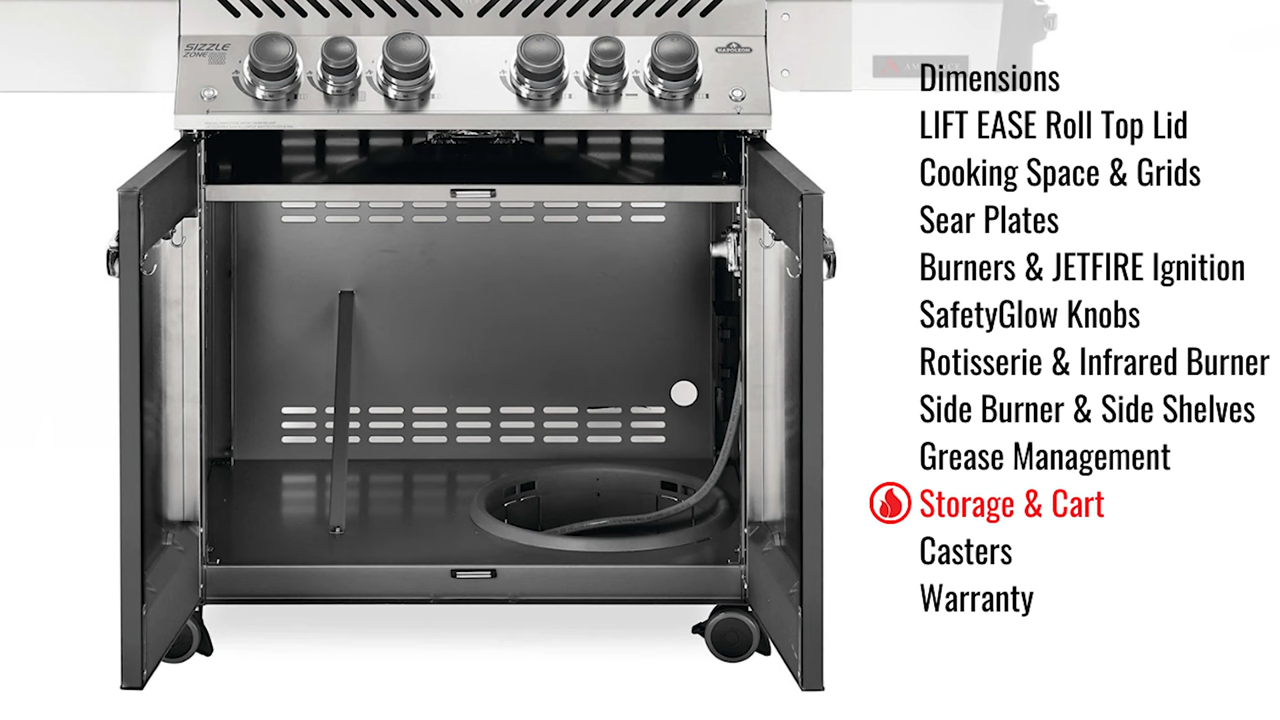 SIZZLE
ZONE
NAPOLEON
Dimensions
LIFT EASE Roll Top Lid
Cooking Space & Grids
Sear Plates
Burners & JETFIRE Ignition
SafetyGlow Knobs
Rotisserie & Infrared Burner
Side Burner & Side Shelves
Grease Management
Storage & Cart
Casters
Warranty